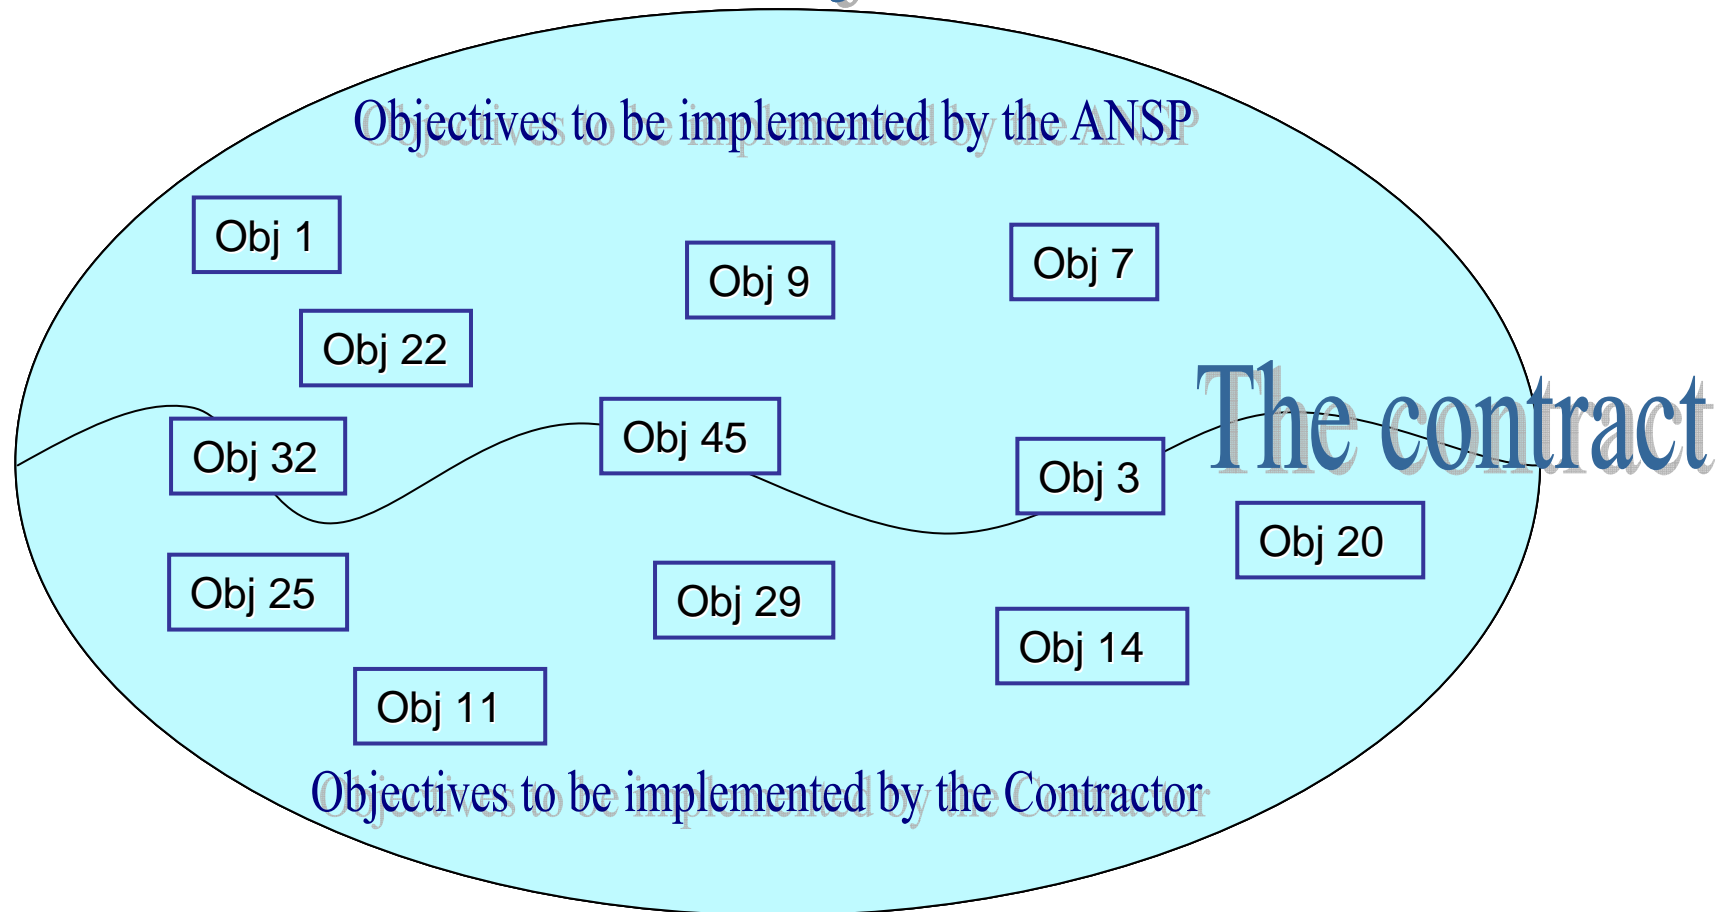 Objectives to be implemented by the ANSP
Obj 1
Obj 9
Obj 7
Obj 22
The contract
Obj 32
Obj 45
Obj 3
Obj 20
Obj 25
Obj 29
Obj 14
Obj 11
Objectives to be implemented by the Contractor